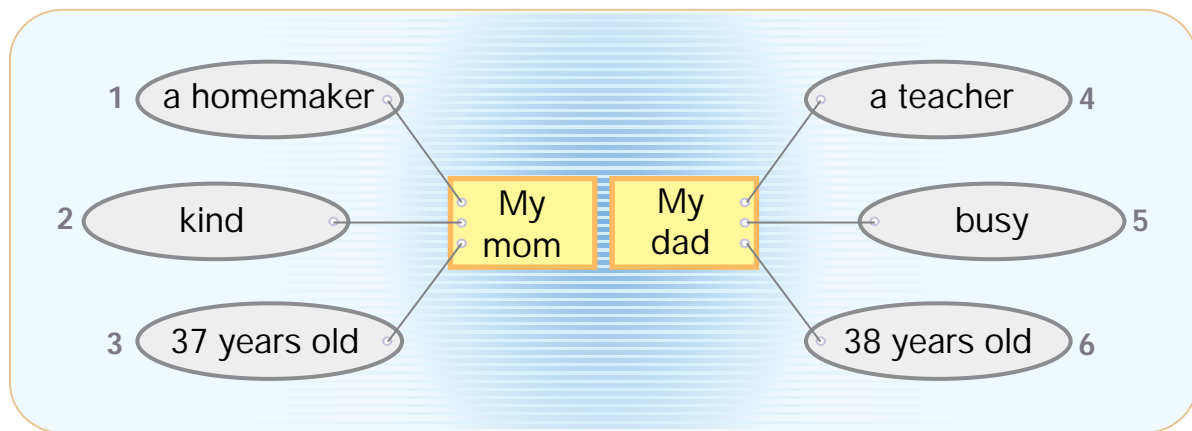 1 a homemaker
2 kind
3 37 years old
My
mom
My
dad
a teacher 4
busy 5
38 years old 6